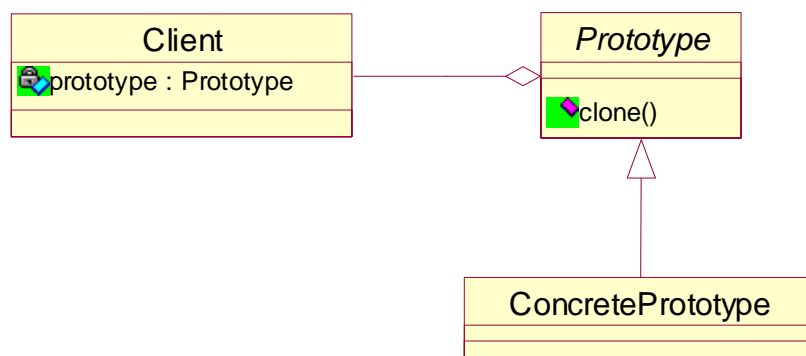 Client
prototype : Prototype
Prototype
clone()
ConcretePrototype